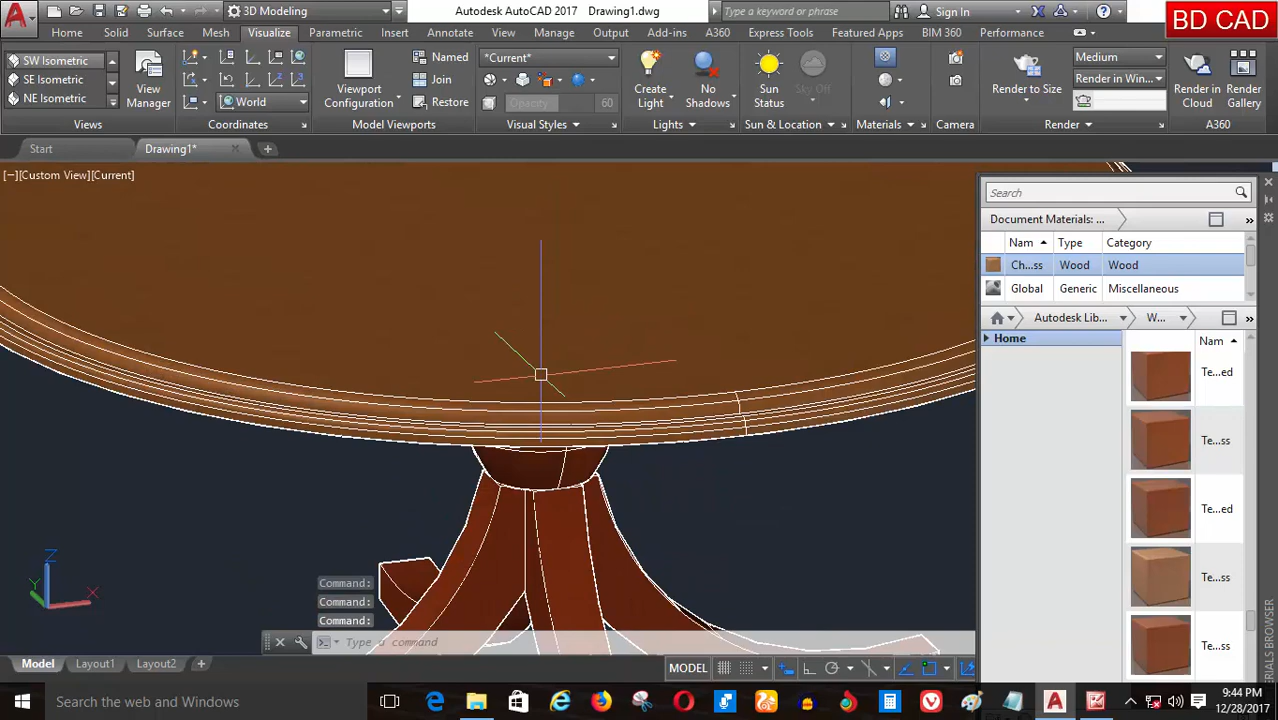 Autodesk AutoCAD 2017 Drawing1.dwg
3D Modeling
Type a keyword or phrase
Sign In
BD CAD
Home Solid Surface Mesh Visualize Parametric Insert Annotate View Manage Output Add-ins A360 Express Tools Featured Apps BIM 360 Performance
SW Isometric
SE Isometric
NE Isometric
View
Manager
World
Viewport
Configuration
Named
Join
Restore
*Current*
Opacity 60
Create
Light
No
Shadows
Sun
Status
Sky Off
Render to Size
Medium
Render in Win...
Render in
Cloud
Render
Gallery
Views Coordinates Model Viewports Visual Styles Lights Sun & Location Materials Camera Render A360
Start Drawing1*
[−][Custom View][Current]
Search
Document Materials: ...
Nam Type Category
Ch...ss Wood Wood
Global Generic Miscellaneous
Autodesk Lib... W...
Home
Nam
Te...ed
Te...ss
Te...ed
Te...ss
Te...ss
Z
Y
X
Command:
Command:
Command:
Type a command
Model Layout1 Layout2
MODEL
Search the web and Windows
9:44 PM
12/28/2017